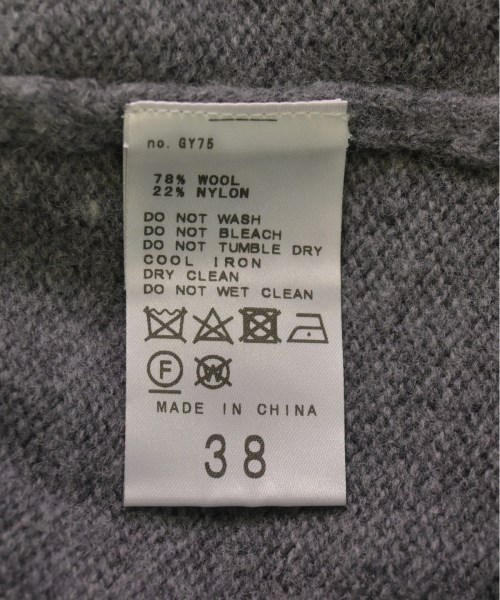 no. GY75
78% WOOL
22% NYLON
DO NOT WASH
DO NOT BLEACH
DO NOT TUMBLE DRY
COOL IRON
DRY CLEAN
DO NOT WET CLEAN
F W
MADE IN CHINA
38